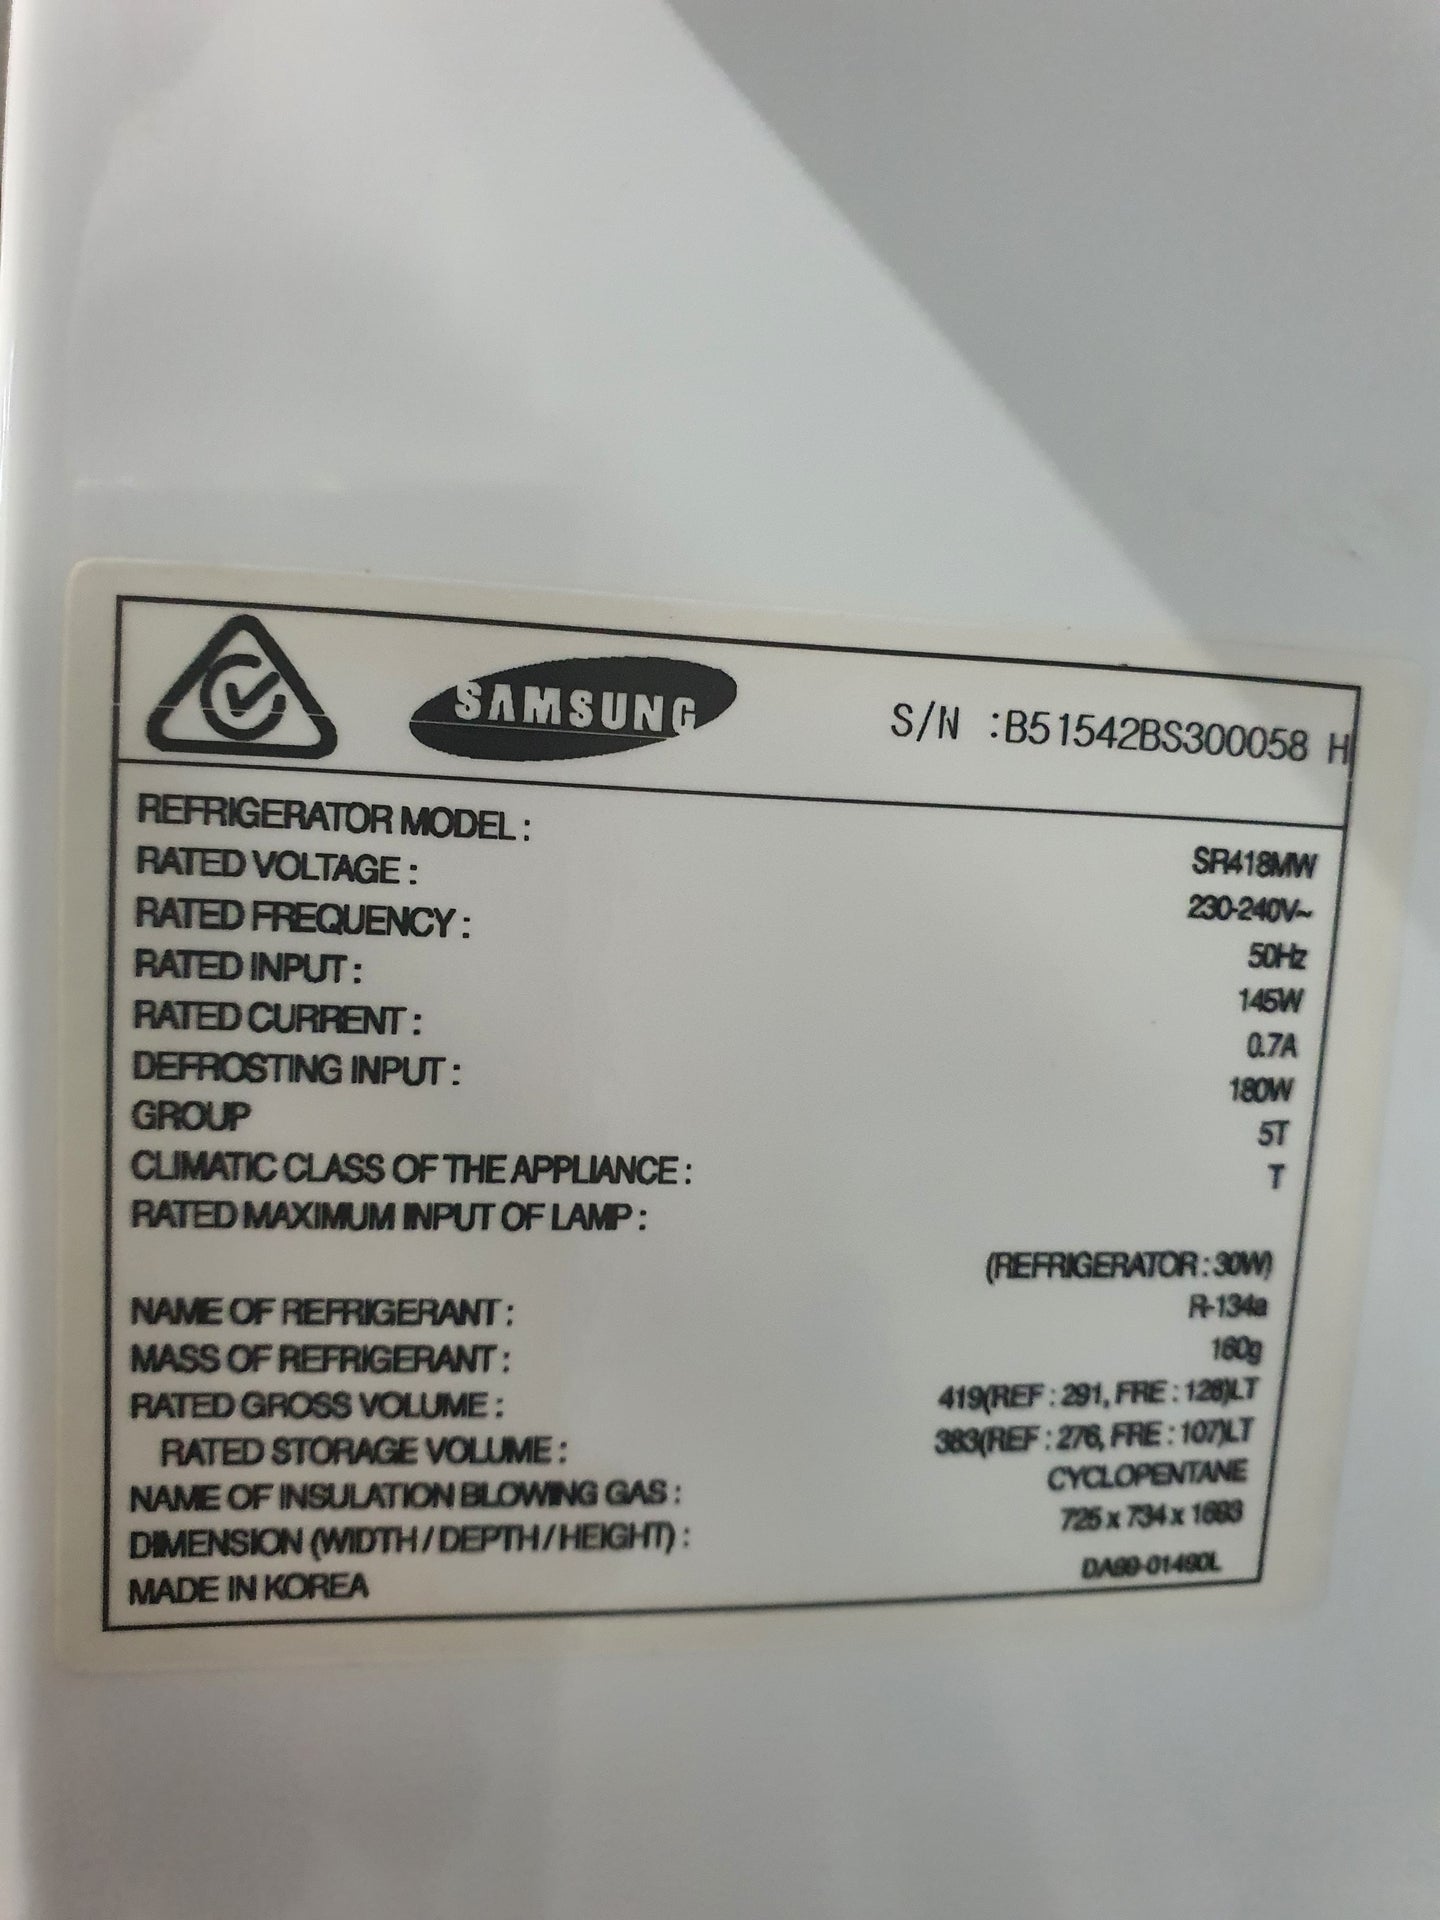 SAMSUNG S/N :B51542BS300058 H
REFRIGERATOR MODEL : SR418MW
RATED VOLTAGE : 230-240V~
RATED FREQUENCY : 50Hz
RATED INPUT : 145W
RATED CURRENT : 0.7A
DEFROSTING INPUT : 180W
GROUP 5T
CLIMATIC CLASS OF THE APPLIANCE : T
RATED MAXIMUM INPUT OF LAMP :
(REFRIGERATOR : 30W)
NAME OF REFRIGERANT : R-134a
MASS OF REFRIGERANT : 160g
RATED GROSS VOLUME : 419(REF : 291, FRE : 128)LT
RATED STORAGE VOLUME : 383(REF : 276, FRE : 107)LT
NAME OF INSULATION BLOWING GAS : CYCLOPENTANE
DIMENSION (WIDTH / DEPTH / HEIGHT) : 725 x 734 x
MADE IN KOREA